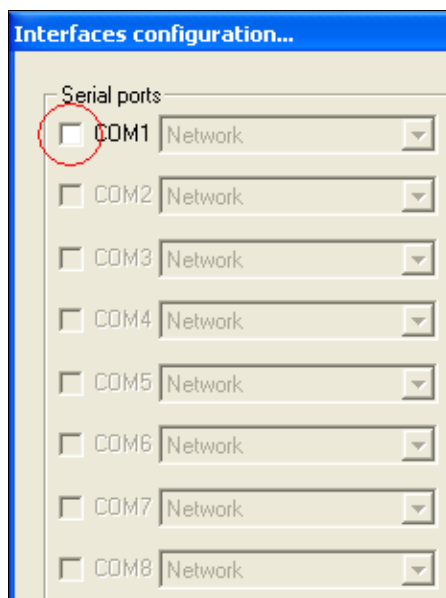 Interfaces configuration...
Serial ports
COM1 Network
COM2 Network
COM3 Network
COM4 Network
COM5 Network
COM6 Network
COM7 Network
COM8 Network